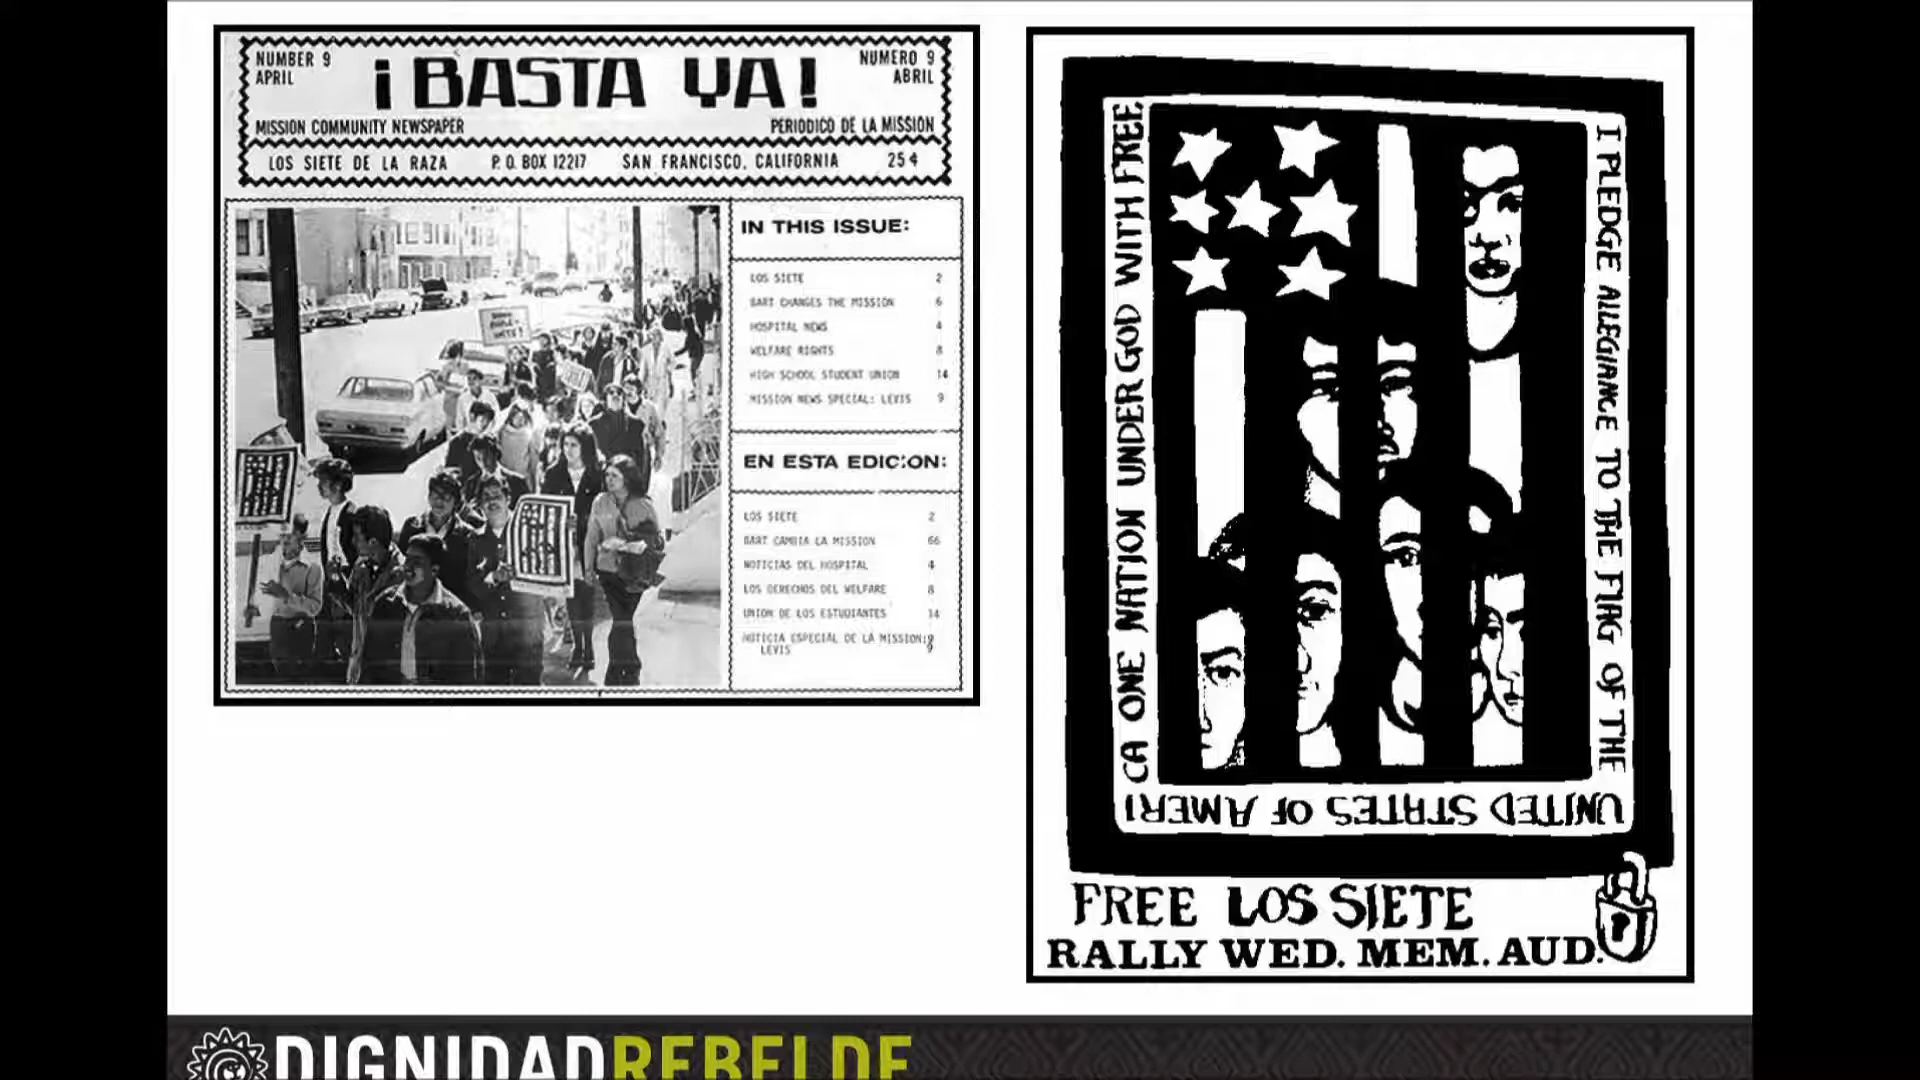 NUMBER 9
APRIL
¡BASTA YA!
NUMERO 9
ABRIL
MISSION COMMUNITY NEWSPAPER
PERIODICO DE LA MISSION
LOS SIETE DE LA RAZA P. O. BOX 12217 SAN FRANCISCO, CALIFORNIA 25¢
IN THIS ISSUE:
LOS SIETE 2
BART CHANGES THE MISSION 6
HOSPITAL NEWS 4
WELFARE RIGHTS 8
HIGH SCHOOL STUDENT UNION 14
MISSION NEWS SPECIAL: LEVIS 9
EN ESTA EDICION:
LOS SIETE 2
BART CAMBIA LA MISSION 66
NOTICIAS DEL HOSPITAL 4
LOS DERECHOS DEL WELFARE 8
UNION DE LOS ESTUDIANTES 14
NOTICIA ESPECIAL DE LA MISSION: 9
LEVIS 9
I PLEDGE ALLEGIANCE TO THE FLAG OF THE
UNITED STATES OF AMERI
CA ONE NATION UNDER GOD WITH FREE
FREE LOS SIETE
RALLY WED. MEM. AUD.
DIGNIDADREBELDE